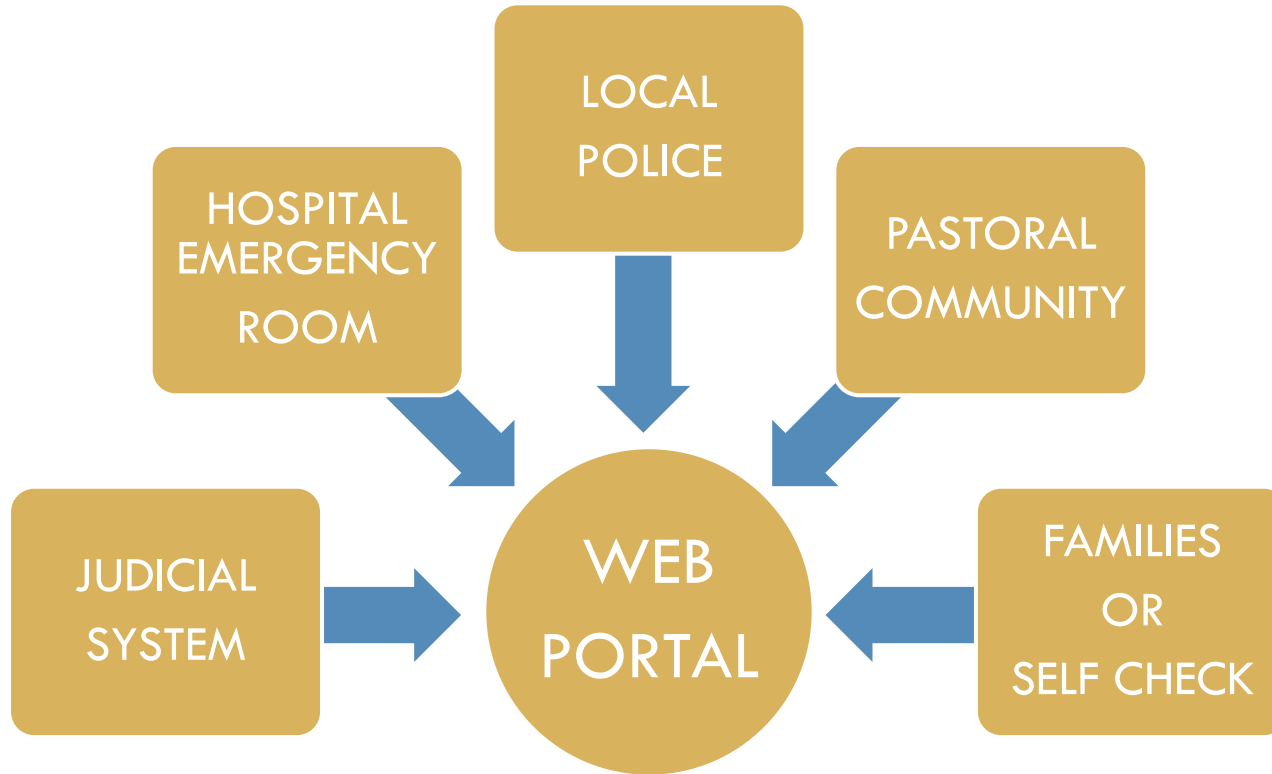 LOCAL
POLICE
HOSPITAL
EMERGENCY
ROOM
PASTORAL
COMMUNITY
JUDICIAL
SYSTEM
WEB
PORTAL
FAMILIES
OR
SELF CHECK